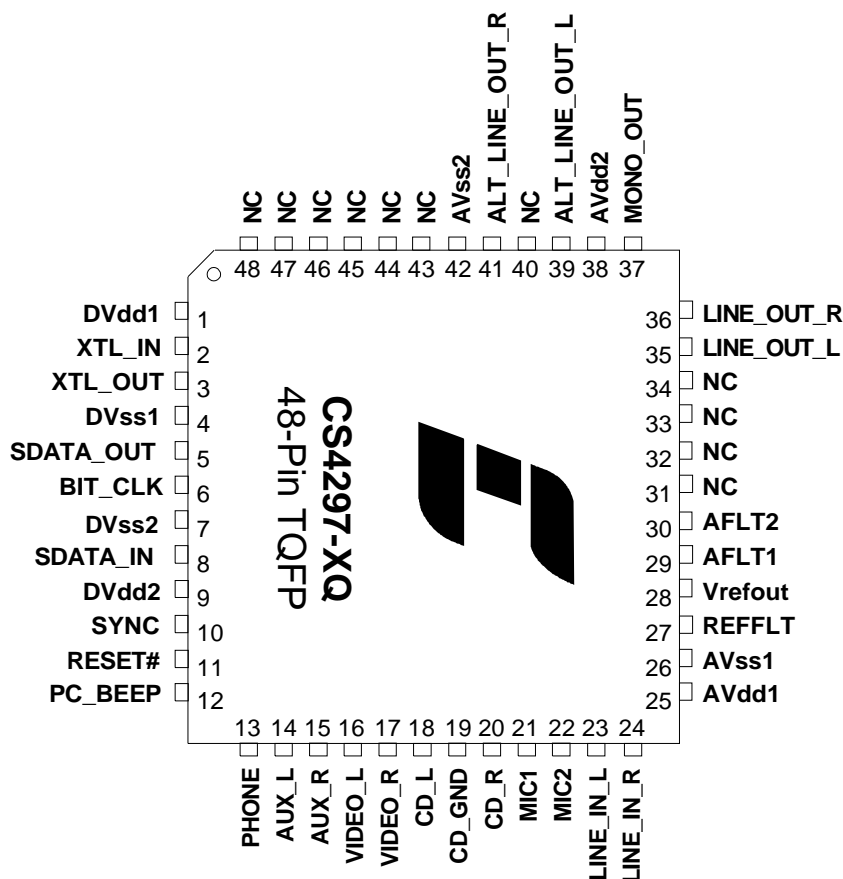 ALT_LINE_OUT_R
ALT_LINE_OUT_L
MONO_OUT
NC
NC
NC
NC
NC
NC
AVss2
NC
AVdd2
48 47 46 45 44 43 42 41 40 39 38 37
DVdd1 1
XTL_IN 2
XTL_OUT 3
DVss1 4
SDATA_OUT 5
BIT_CLK 6
DVss2 7
SDATA_IN 8
DVdd2 9
SYNC 10
RESET# 11
PC_BEEP 12
CS4297-XQ
48-Pin TQFP
36 LINE_OUT_R
35 LINE_OUT_L
34 NC
33 NC
32 NC
31 NC
30 AFLT2
29 AFLT1
28 Vrefout
27 REFFLT
26 AVss1
25 AVdd1
13 14 15 16 17 18 19 20 21 22 23 24
PHONE
AUX_L
AUX_R
VIDEO_L
VIDEO_R
CD_L
CD_GND
CD_R
MIC1
MIC2
LINE_IN_L
LINE_IN_R